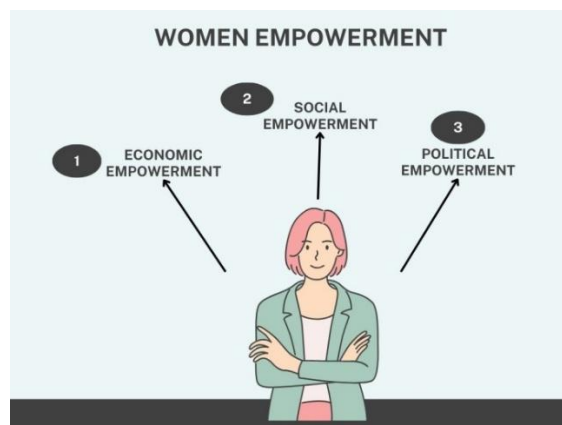 WOMEN EMPOWERMENT
1
ECONOMIC
EMPOWERMENT
2
SOCIAL
EMPOWERMENT
3
POLITICAL
EMPOWERMENT